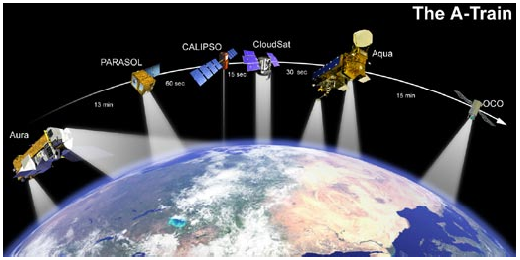 The A-Train
CALIPSO
CloudSat
PARASOL
Aqua
15 sec
30 sec
60 sec
15 min
13 min
OCO
Aura